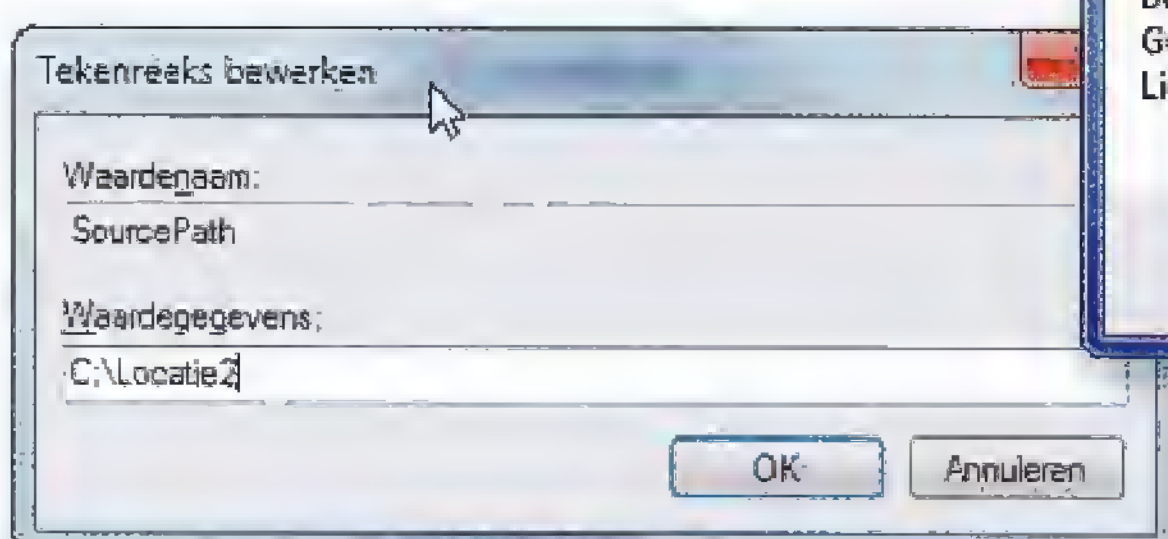 Tekenreeks bewerken
Waardenaam:
SourcePath
Waardegegevens:
C:\Locatie2
OK
Annuleren